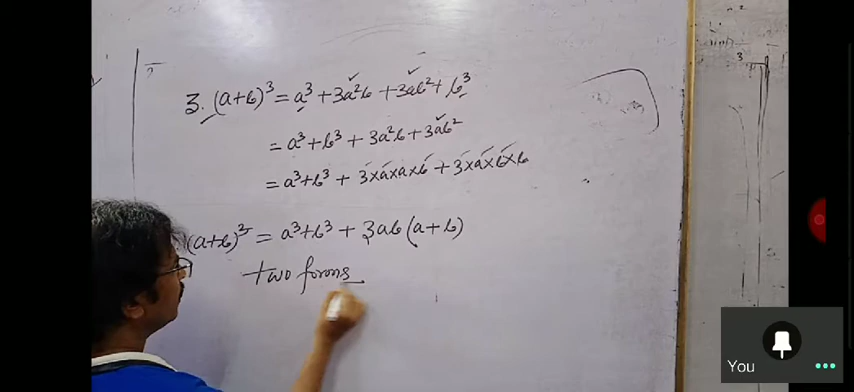 3. (a+b)³ = a³ + 3a²b + 3ab² + b³
= a³ + b³ + 3a²b + 3ab²
= a³ + b³ + 3×a×a×b + 3×a×b×b
(a+b)³ = a³ + b³ + 3ab (a+b)
two forms
3
You